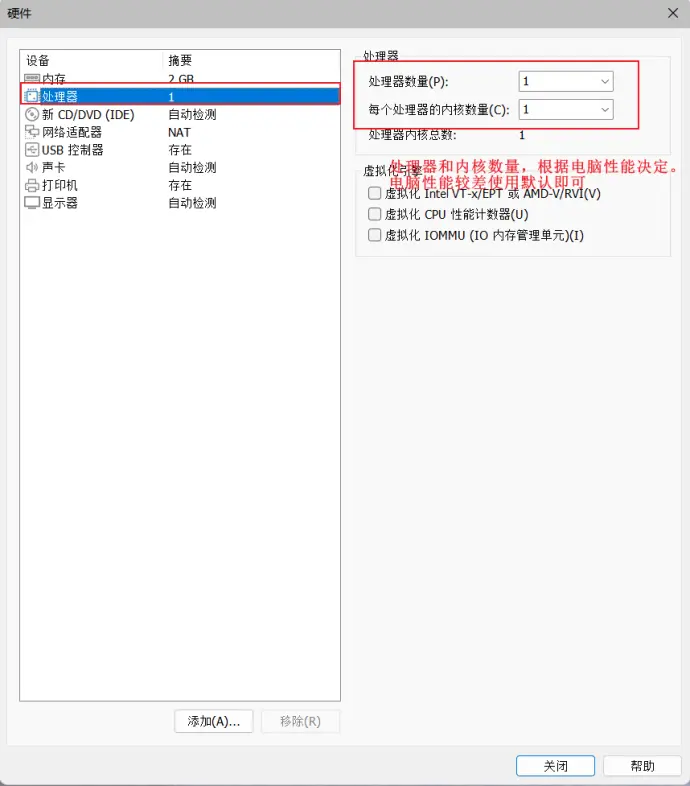 硬件
设备 摘要
内存 2 GB
处理器 1
新 CD/DVD (IDE) 自动检测
网络适配器 NAT
USB 控制器 存在
声卡 自动检测
打印机 存在
显示器 自动检测
添加(A)... 移除(R)
处理器
处理器数量(P): 1
每个处理器的内核数量(C): 1
处理器内核总数: 1
处理器和内核数量，根据电脑性能决定。
电脑性能较差使用默认即可
虚拟化引擎
虚拟化 Intel VT-x/EPT 或 AMD-V/RVI(V)
虚拟化 CPU 性能计数器(U)
虚拟化 IOMMU (IO 内存管理单元)(I)
关闭 帮助